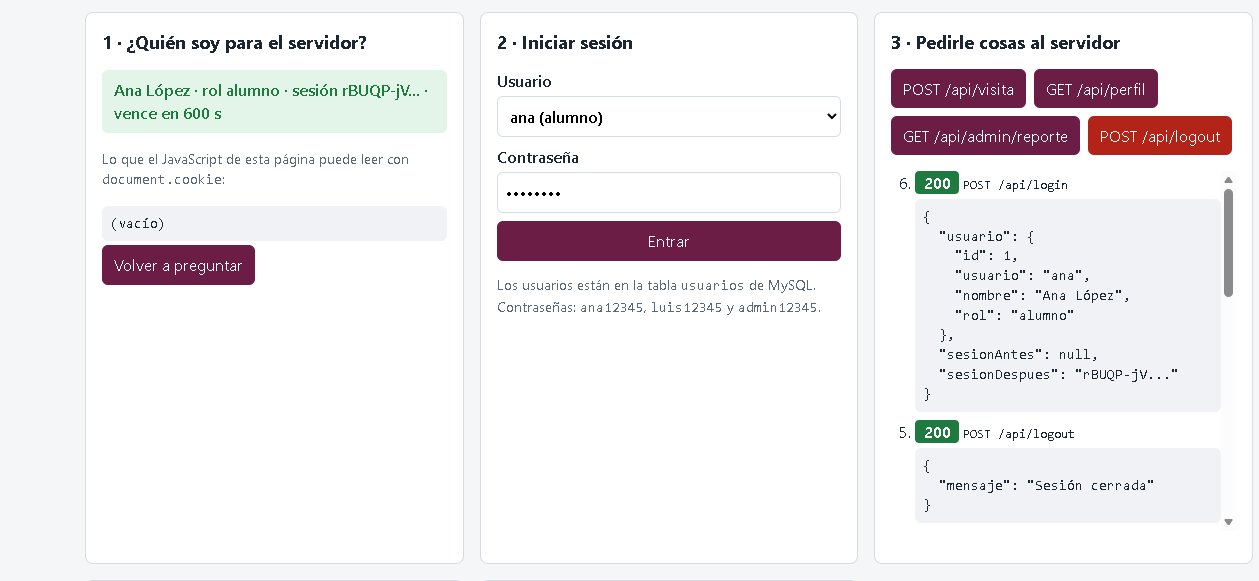 1 · ¿Quién soy para el servidor?
Ana López · rol alumno · sesión rBUQP-jV... ·
vence en 600 s
Lo que el JavaScript de esta página puede leer con
document.cookie:
(vacío)
Volver a preguntar
2 · Iniciar sesión
Usuario
ana (alumno)
Contraseña
••••••••
Entrar
Los usuarios están en la tabla usuarios de MySQL.
Contraseñas: ana12345, luis12345 y admin12345.
3 · Pedirle cosas al servidor
POST /api/visita
GET /api/perfil
GET /api/admin/reporte
POST /api/logout
6. 200 POST /api/login
{
"usuario": {
"id": 1,
"usuario": "ana",
"nombre": "Ana López",
"rol": "alumno"
},
"sesionAntes": null,
"sesionDespues": "rBUQP-jV..."
}
5. 200 POST /api/logout
{
"mensaje": "Sesión cerrada"
}